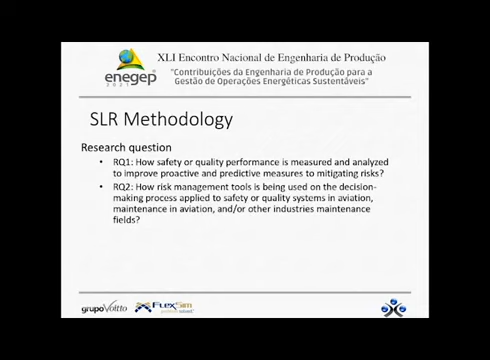 XLI Encontro Nacional de Engenharia de Produção
"Contribuições da Engenharia de Produção para a
Gestão de Operações Energéticas Sustentáveis"
enegep
2021
SLR Methodology
Research question
• RQ1: How safety or quality performance is measured and analyzed
to improve proactive and predictive measures to mitigating risks?
• RQ2: How risk management tools is being used on the decision-
making process applied to safety or quality systems in aviation,
maintenance in aviation, and/or other industries maintenance
fields?
grupoVoitto
FlexSim